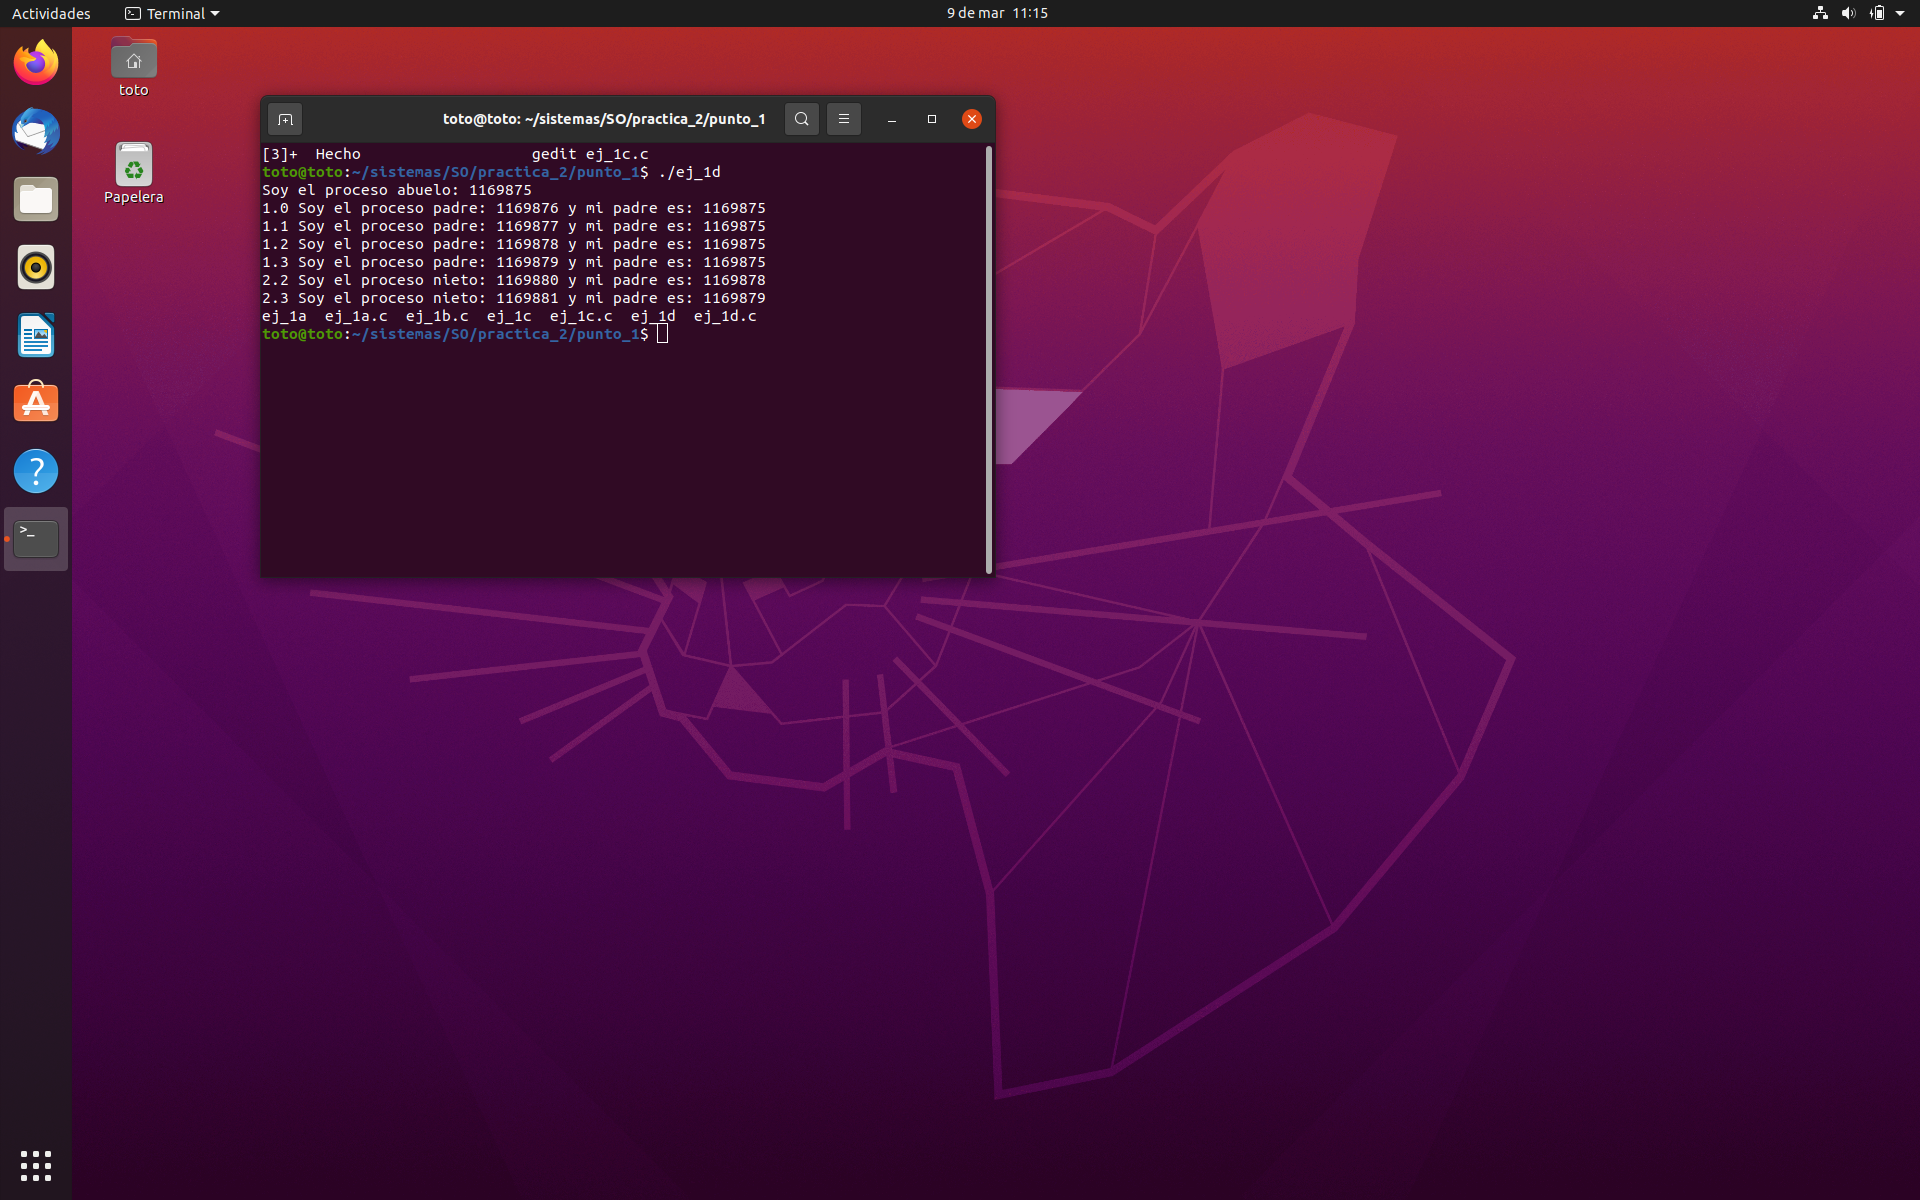 Actividades
Terminal
9 de mar 11:15
toto
Papelera
toto@toto: ~/sistemas/SO/practica_2/punto_1
[3]+  Hecho                   gedit ej_1c.c
toto@toto:~/sistemas/SO/practica_2/punto_1$ ./ej_1d
Soy el proceso abuelo: 1169875
1.0 Soy el proceso padre: 1169876 y mi padre es: 1169875
1.1 Soy el proceso padre: 1169877 y mi padre es: 1169875
1.2 Soy el proceso padre: 1169878 y mi padre es: 1169875
1.3 Soy el proceso padre: 1169879 y mi padre es: 1169875
2.2 Soy el proceso nieto: 1169880 y mi padre es: 1169878
2.3 Soy el proceso nieto: 1169881 y mi padre es: 1169879
ej_1a  ej_1a.c  ej_1b.c  ej_1c  ej_1c.c  ej_1d  ej_1d.c
toto@toto:~/sistemas/SO/practica_2/punto_1$